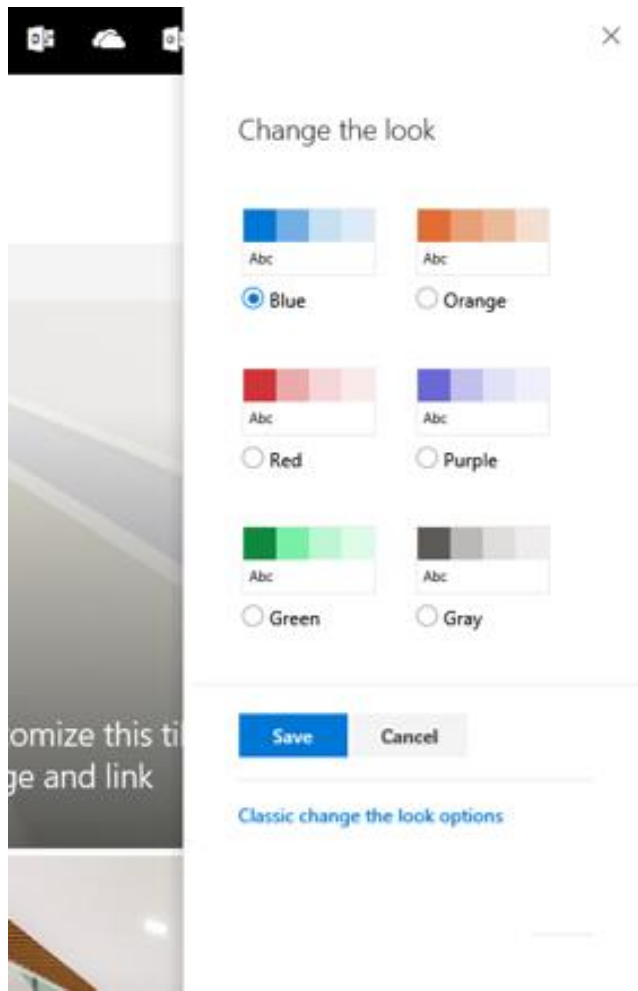 Change the look
Abc
Abc
Blue
Orange
Abc
Abc
Red
Purple
Abc
Abc
Green
Gray
omize this ti
ge and link
Save
Cancel
Classic change the look options